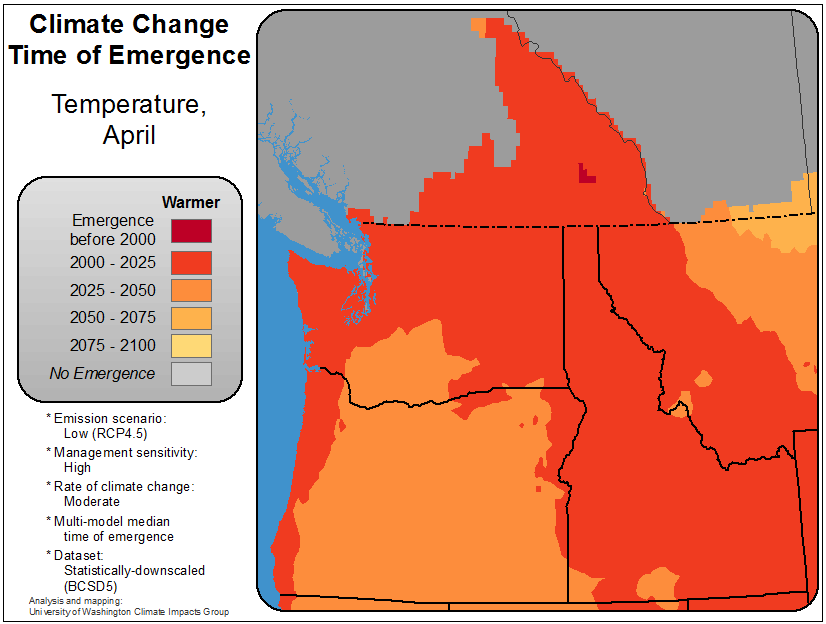 Climate Change
Time of Emergence
Temperature,
April
Warmer
Emergence
before 2000
2000 - 2025
2025 - 2050
2050 - 2075
2075 - 2100
No Emergence
* Emission scenario:
Low (RCP4.5)
* Management sensitivity:
High
* Rate of climate change:
Moderate
* Multi-model median
time of emergence
* Dataset:
Statistically-downscaled
(BCSD5)
Analysis and mapping:
University of Washington Climate Impacts Group